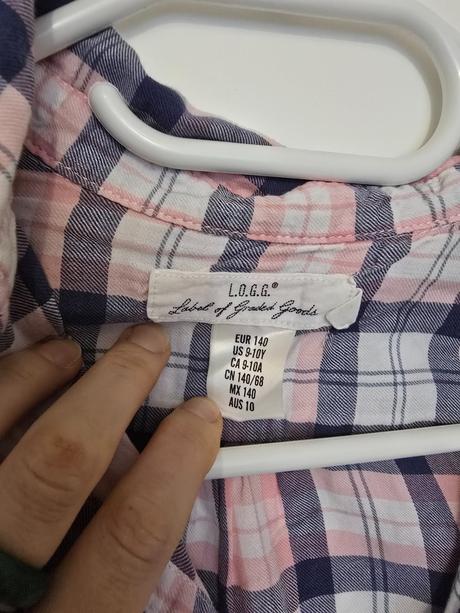 L.O.G.G.®
Label of Graded Goods
EUR 140
US 9-10Y
CA 9-10A
CN 140/68
MX 140
AUS 10